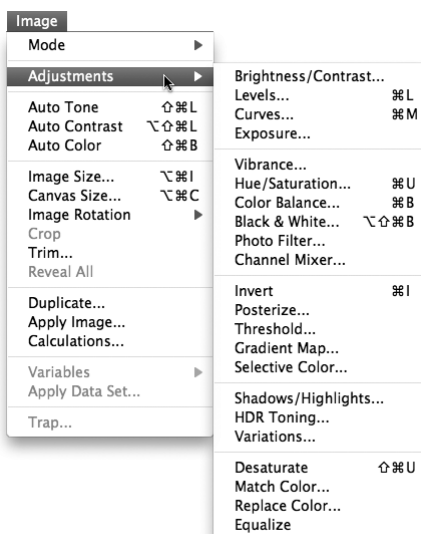 Image
Mode ▶
Adjustments ▶
Auto Tone ⇧⌘L
Auto Contrast ⌥⇧⌘L
Auto Color ⇧⌘B
Image Size... ⌥⌘I
Canvas Size... ⌥⌘C
Image Rotation ▶
Crop
Trim...
Reveal All
Duplicate...
Apply Image...
Calculations...
Variables ▶
Apply Data Set...
Trap...
Brightness/Contrast...
Levels... ⌘L
Curves... ⌘M
Exposure...
Vibrance...
Hue/Saturation... ⌘U
Color Balance... ⌘B
Black & White... ⌥⇧⌘B
Photo Filter...
Channel Mixer...
Invert ⌘I
Posterize...
Threshold...
Gradient Map...
Selective Color...
Shadows/Highlights...
HDR Toning...
Variations...
Desaturate ⇧⌘U
Match Color...
Replace Color...
Equalize